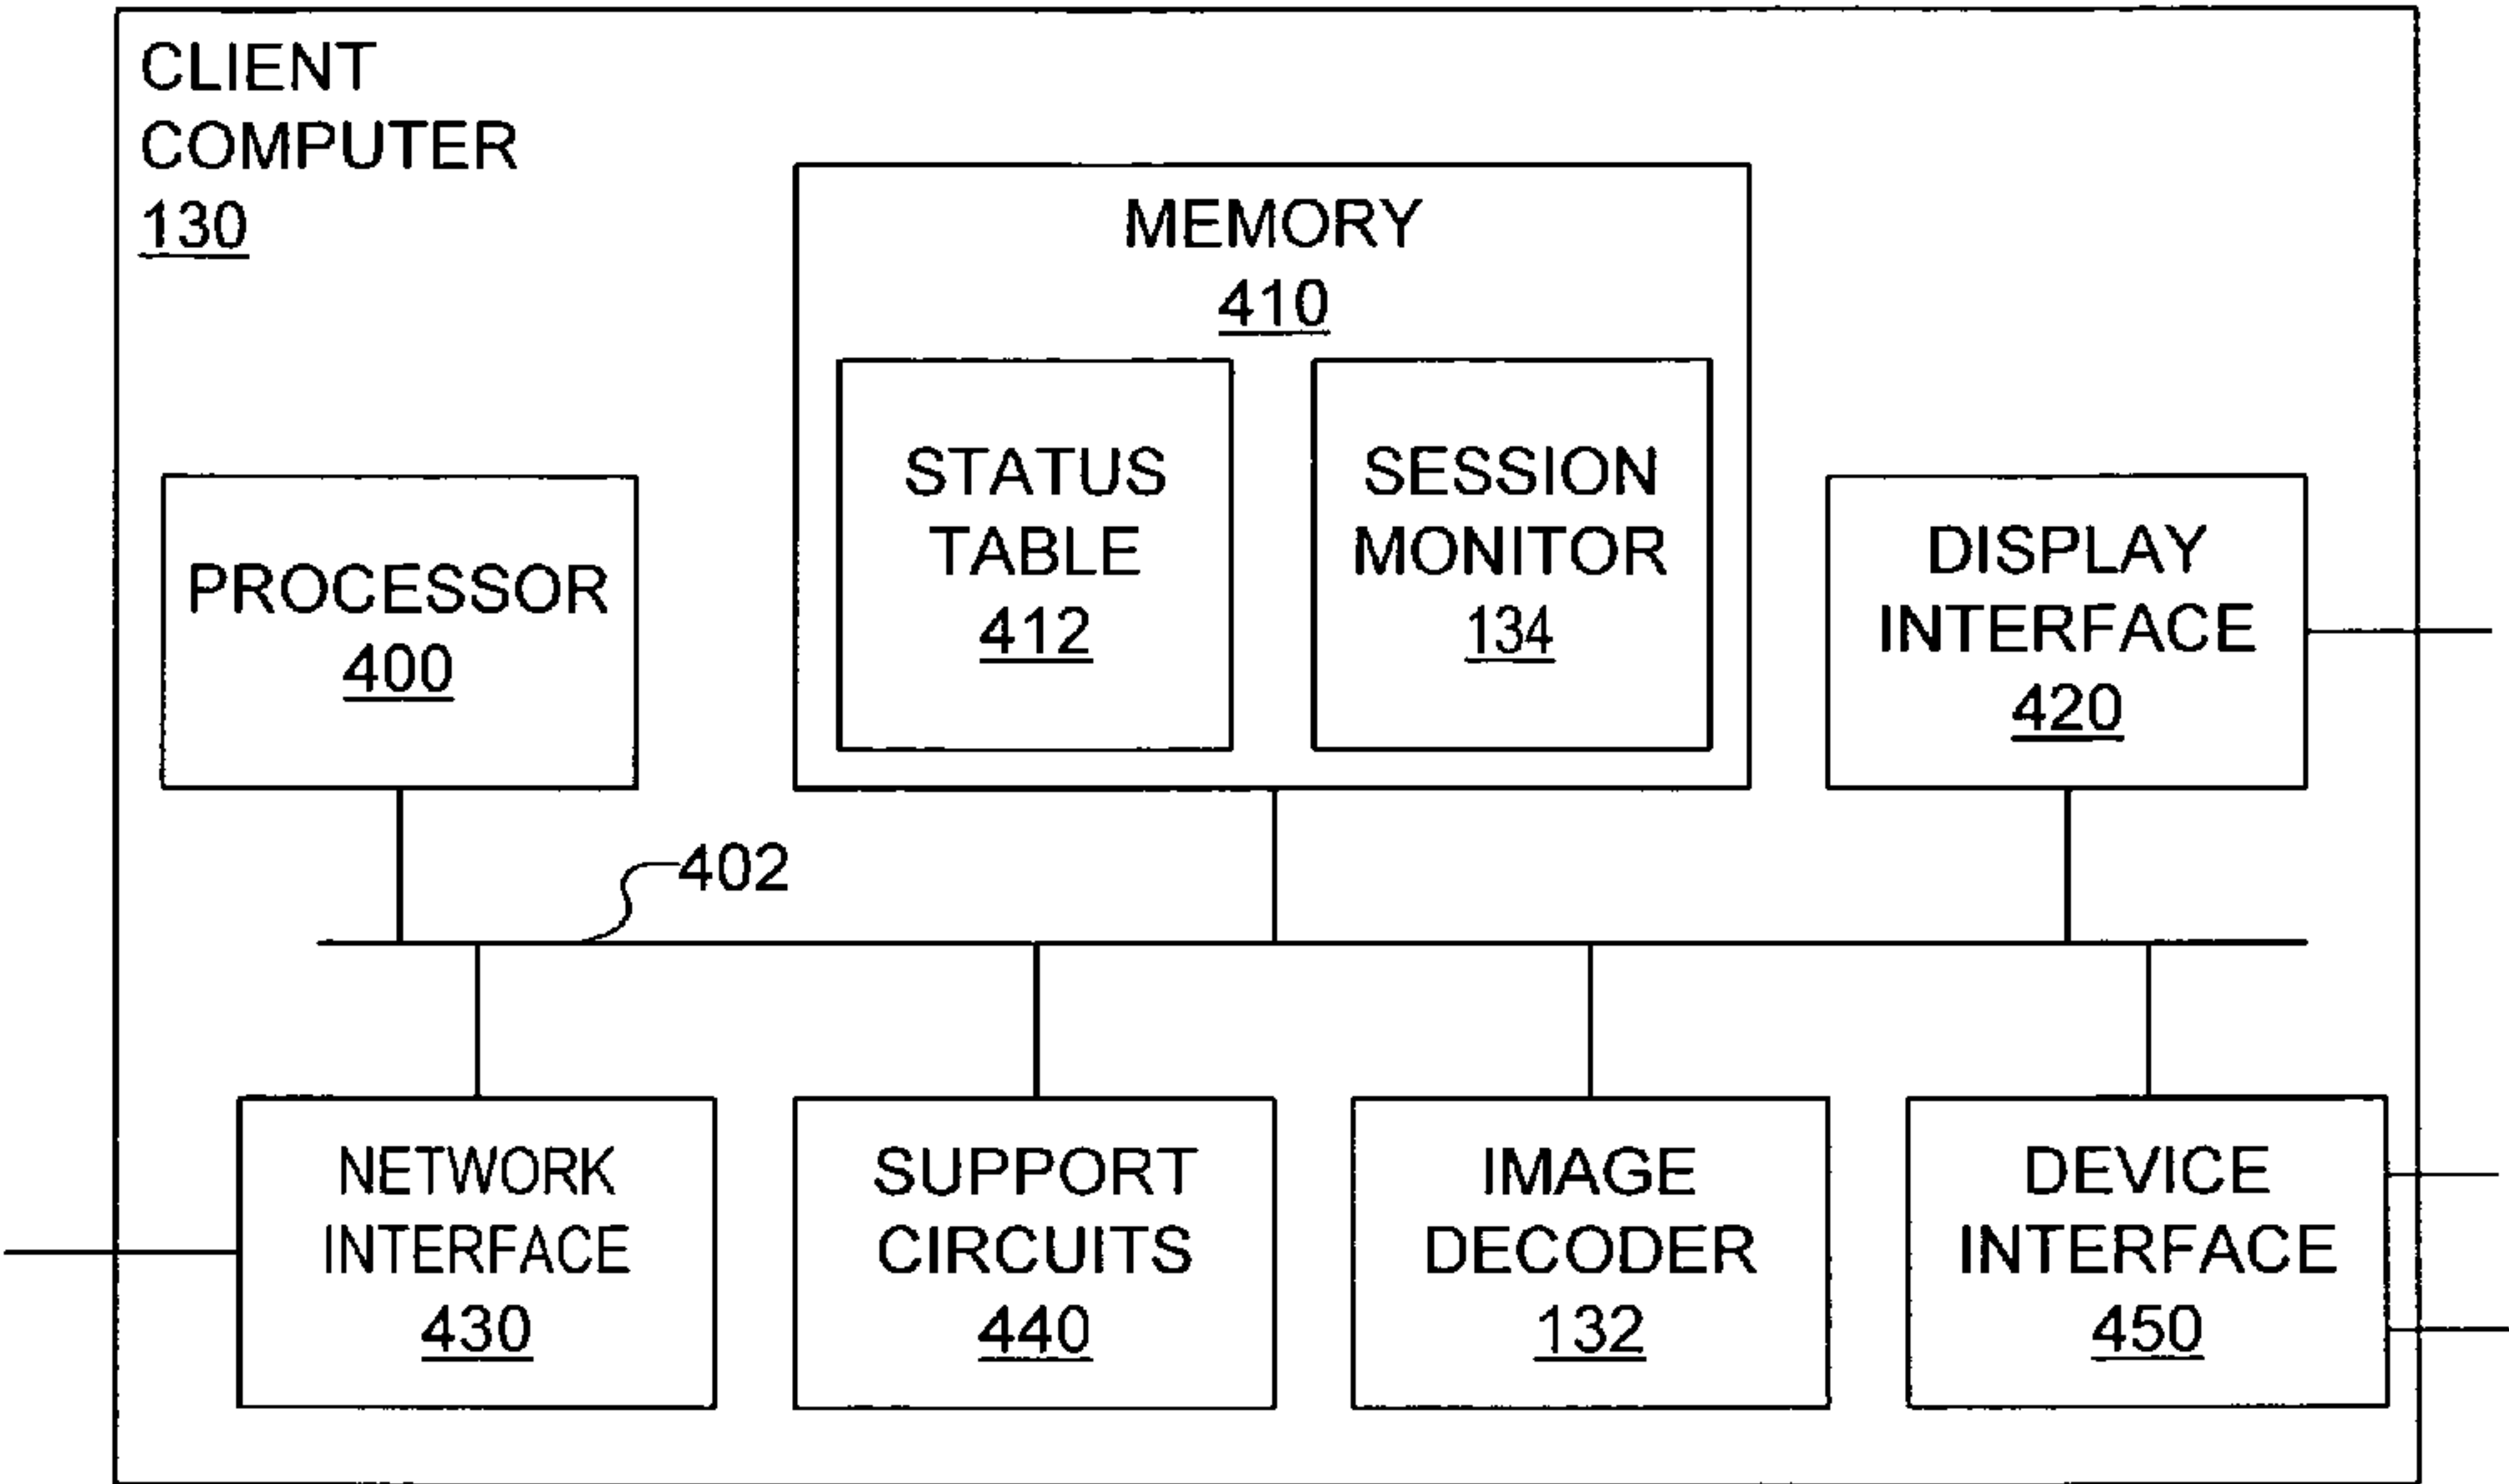 CLIENT
COMPUTER
130
MEMORY
410
STATUS
TABLE
412
SESSION
MONITOR
134
PROCESSOR
400
DISPLAY
INTERFACE
420
402
NETWORK
INTERFACE
430
SUPPORT
CIRCUITS
440
IMAGE
DECODER
132
DEVICE
INTERFACE
450